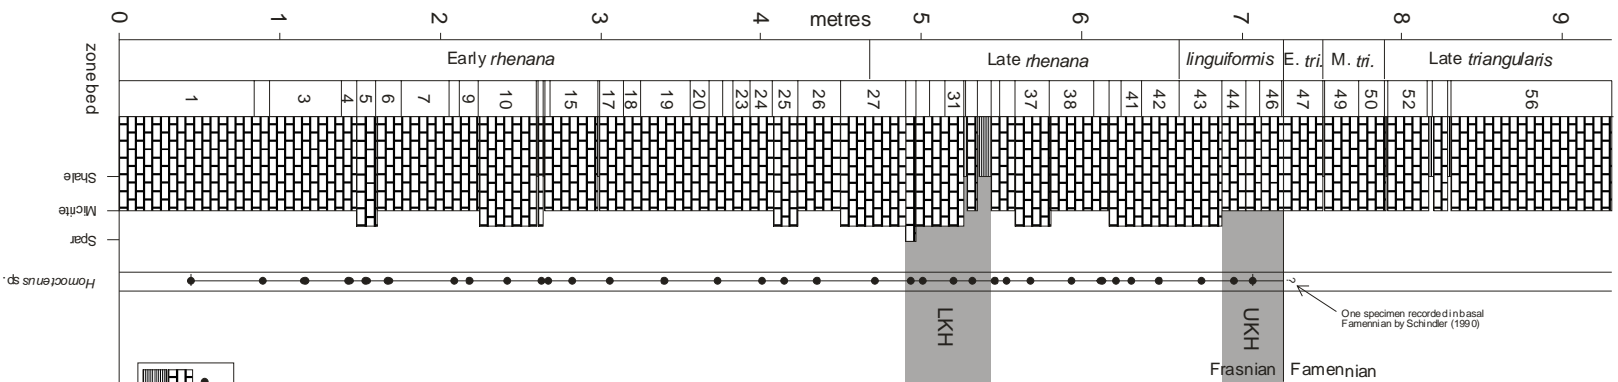 0 1 2 3 4 metres 5 6 7 8 9
zone
Early rhenana Late rhenana linguiformis E. tri. M. tri. Late triangularis
bed
1 3 4 5 6 7 9 10 15 17 18 19 20 23 24 25 26 27 31 37 38 41 42 43 44 46 47 49 50 52 56
Shale
Micrite
Spar
Homoctenus sp.
?
One specimen recorded in basal
Famennian by Schindler (1990)
LKH
UKH
Frasnian Famennian